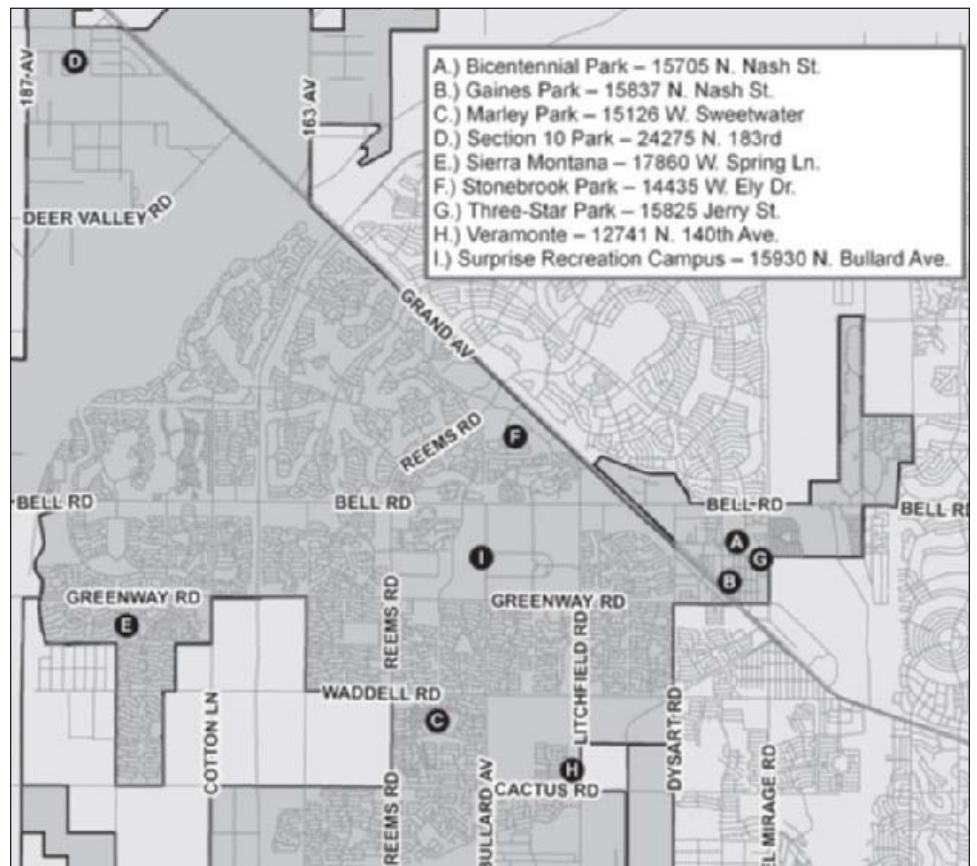 187 AV
D
163 AV
A.) Bicentennial Park – 15705 N. Nash St.
B.) Gaines Park – 15837 N. Nash St.
C.) Marley Park – 15126 W. Sweetwater
D.) Section 10 Park – 24275 N. 183rd
E.) Sierra Montana – 17860 W. Spring Ln.
F.) Stonebrook Park – 14435 W. Ely Dr.
G.) Three-Star Park – 15825 Jerry St.
H.) Veramonte – 12741 N. 140th Ave.
I.) Surprise Recreation Campus – 15930 N. Bullard Ave.
DEER VALLEY RD
GRAND AV
REEMS RD
F
BELL RD
BELL RD
BELL RD
BELL RD
A
I
G
B
GREENWAY RD
GREENWAY RD
E
REEMS RD
LITCHFIELD RD
WADDELL RD
COTTON LN
C
DYSART RD
H
CACTUS RD
REEMS RD
BULLARD AV
EL MIRAGE RD